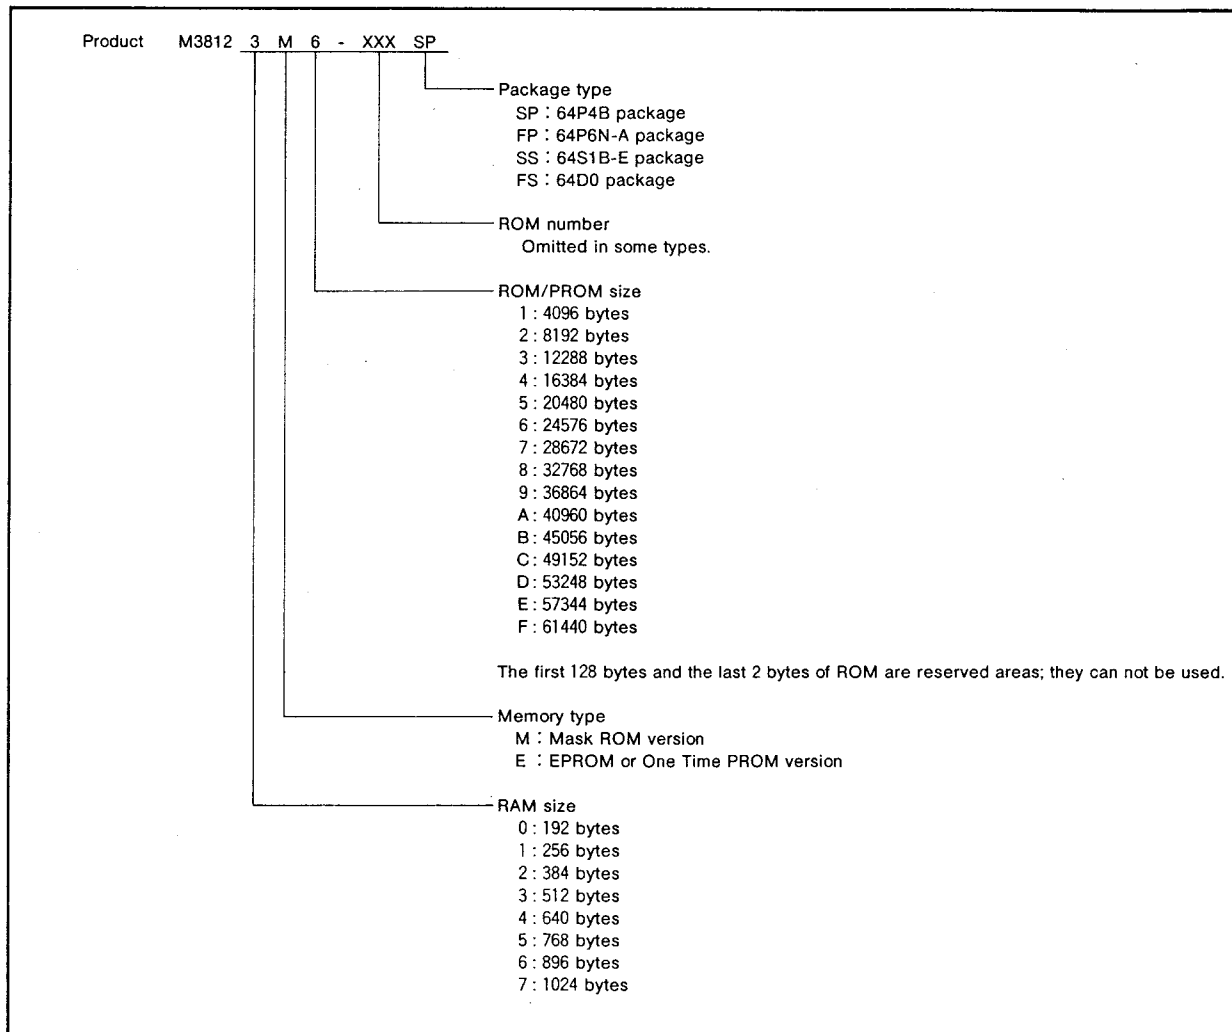 Product M3812 3 M 6 - XXX SP
Package type
SP : 64P4B package
FP : 64P6N-A package
SS : 64S1B-E package
FS : 64D0 package
ROM number
Omitted in some types.
ROM/PROM size
1 : 4096 bytes
2 : 8192 bytes
3 : 12288 bytes
4 : 16384 bytes
5 : 20480 bytes
6 : 24576 bytes
7 : 28672 bytes
8 : 32768 bytes
9 : 36864 bytes
A : 40960 bytes
B : 45056 bytes
C : 49152 bytes
D : 53248 bytes
E : 57344 bytes
F : 61440 bytes
The first 128 bytes and the last 2 bytes of ROM are reserved areas; they can not be used.
Memory type
M : Mask ROM version
E : EPROM or One Time PROM version
RAM size
0 : 192 bytes
1 : 256 bytes
2 : 384 bytes
3 : 512 bytes
4 : 640 bytes
5 : 768 bytes
6 : 896 bytes
7 : 1024 bytes